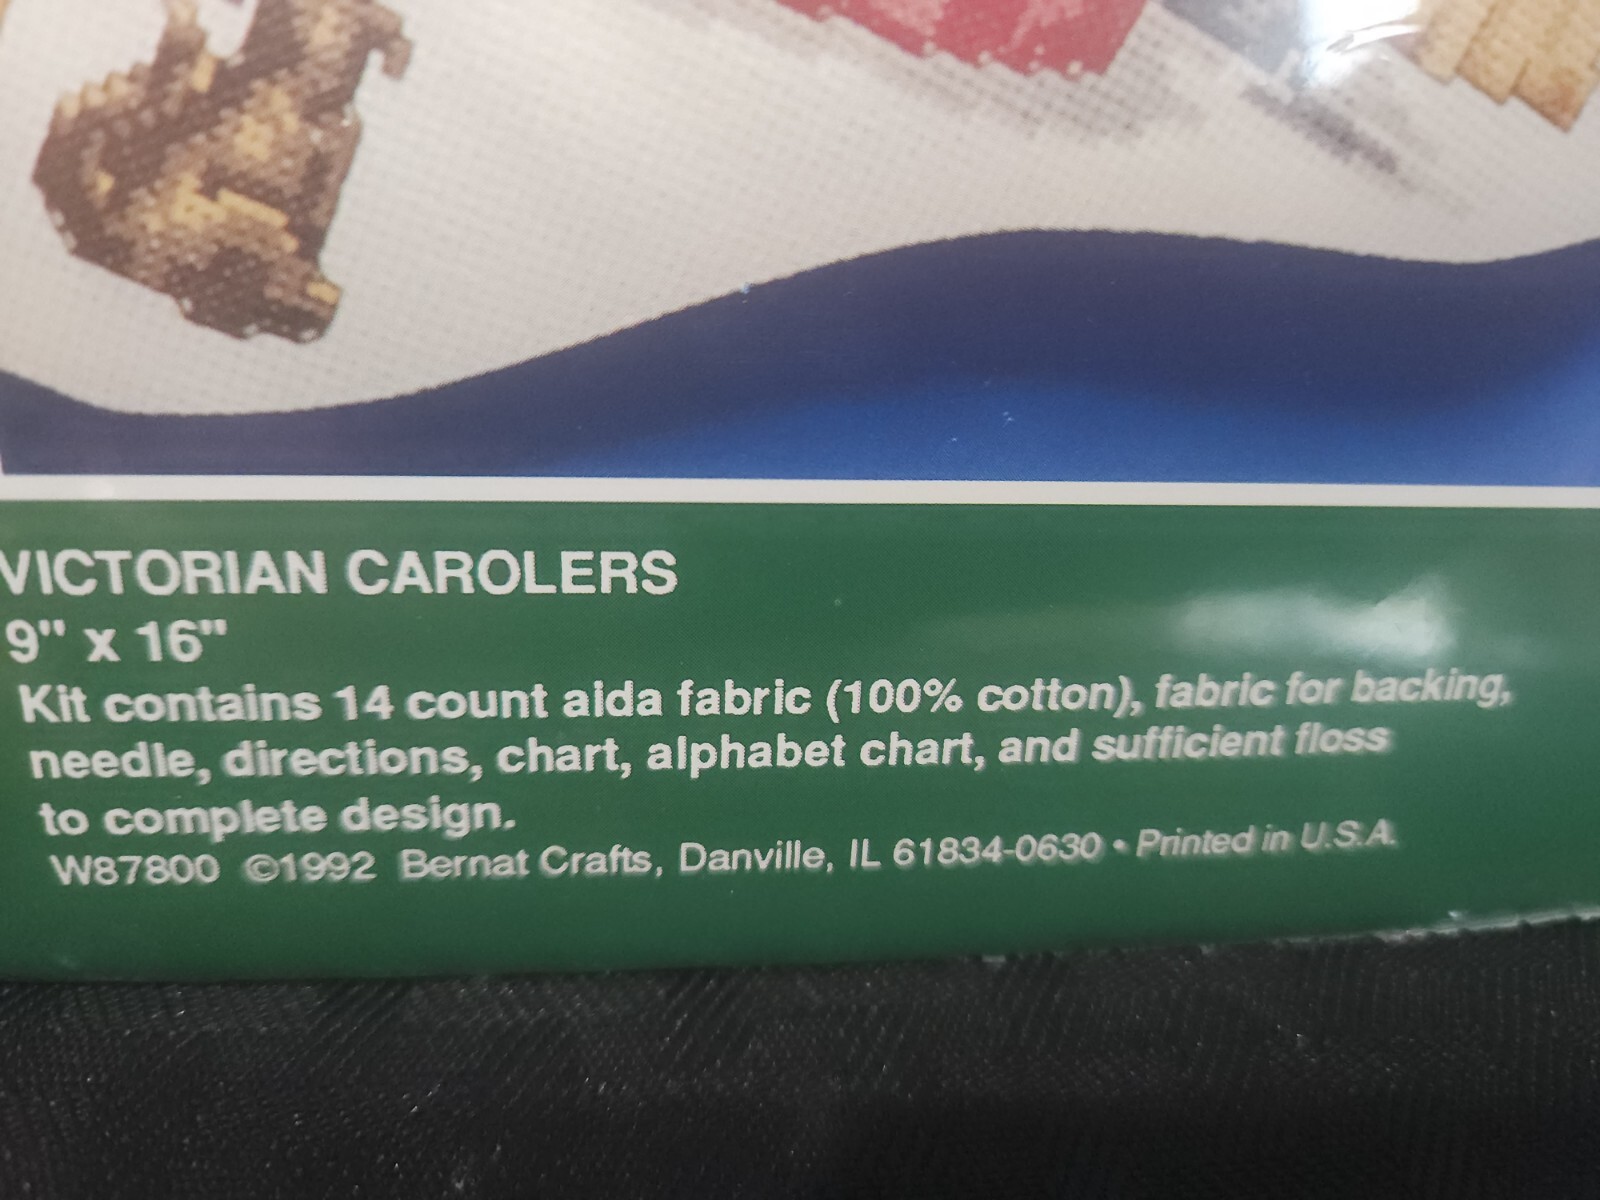 VICTORIAN CAROLERS
9" x 16"
Kit contains 14 count aida fabric (100% cotton), fabric for backing,
needle, directions, chart, alphabet chart, and sufficient floss
to complete design.
W87800 ©1992 Bernat Crafts, Danville, IL 61834-0630 • Printed in U.S.A.